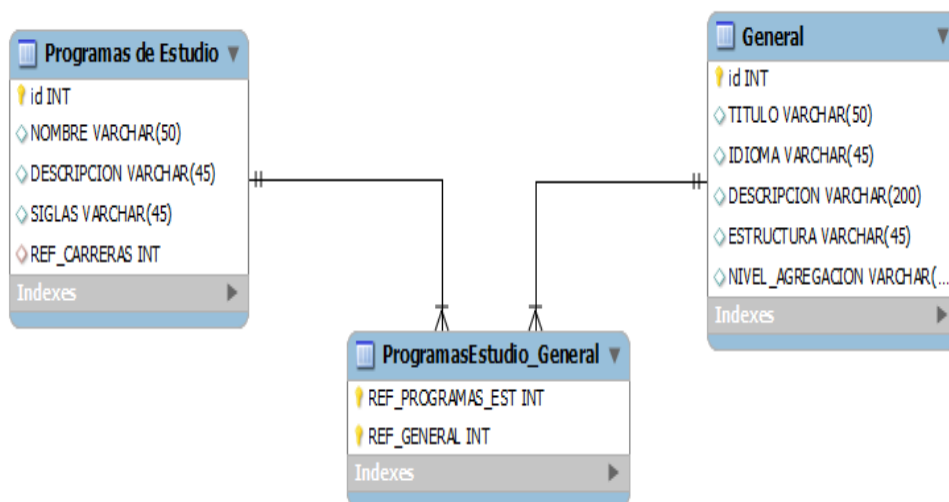 Programas de Estudio
id INT
NOMBRE VARCHAR(50)
DESCRIPCION VARCHAR(45)
SIGLAS VARCHAR(45)
REF_CARRERAS INT
Indexes
General
id INT
TITULO VARCHAR(50)
IDIOMA VARCHAR(45)
DESCRIPCION VARCHAR(200)
ESTRUCTURA VARCHAR(45)
NIVEL_AGREGACION VARCHAR(...
Indexes
ProgramasEstudio_General
REF_PROGRAMAS_EST INT
REF_GENERAL INT
Indexes